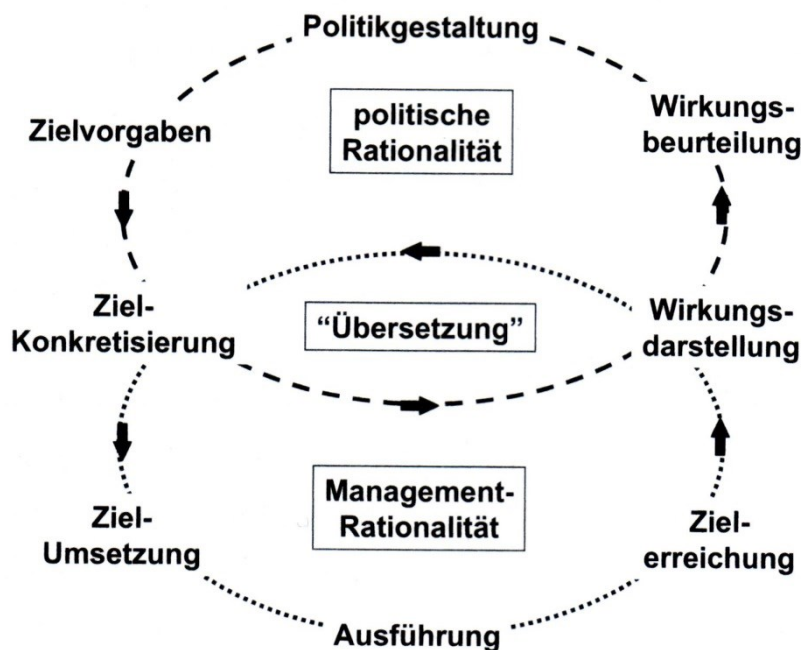 Politikgestaltung
Zielvorgaben
politische
Rationalität
Wirkungs-
beurteilung
Ziel-
Konkretisierung
“Übersetzung”
Wirkungs-
darstellung
Management-
Rationalität
Ziel-
Umsetzung
Ziel-
erreichung
Ausführung